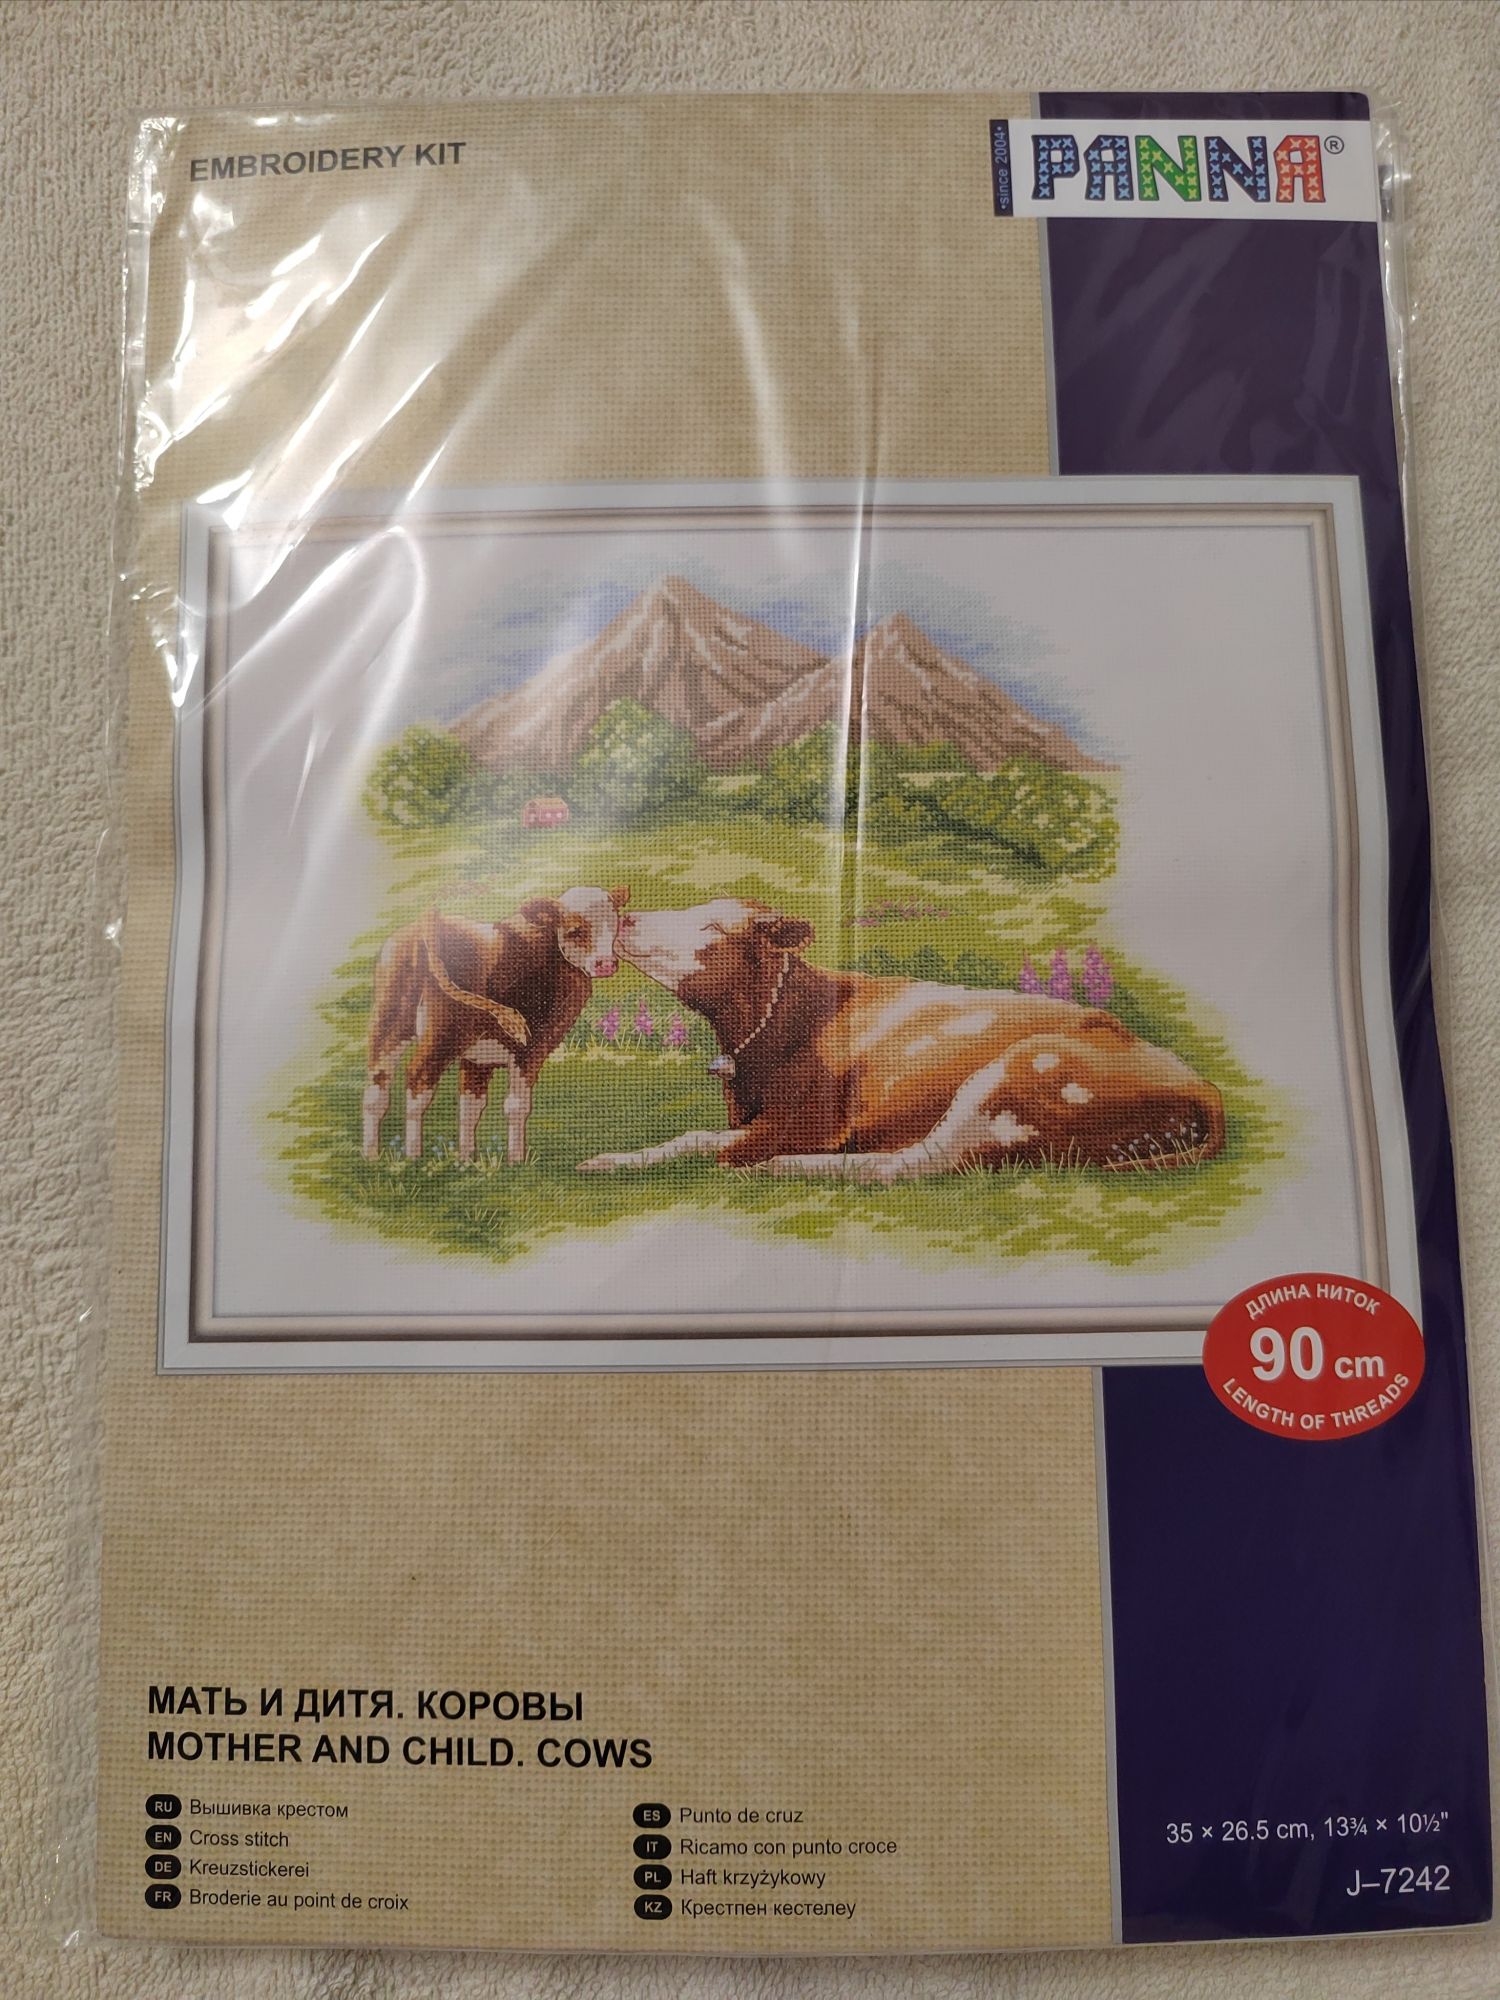 EMBROIDERY KIT
•since 2004•
PANNA®
ДЛИНА НИТОК
90 cm
LENGTH OF THREADS
МАТЬ И ДИТЯ. КОРОВЫ
MOTHER AND CHILD. COWS
RU Вышивка крестом
EN Cross stitch
DE Kreuzstickerei
FR Broderie au point de croix
ES Punto de cruz
IT Ricamo con punto croce
PL Haft krzyżykowy
KZ Крестпен кестелеу
35 × 26.5 cm, 13¾ × 10½"
J–7242